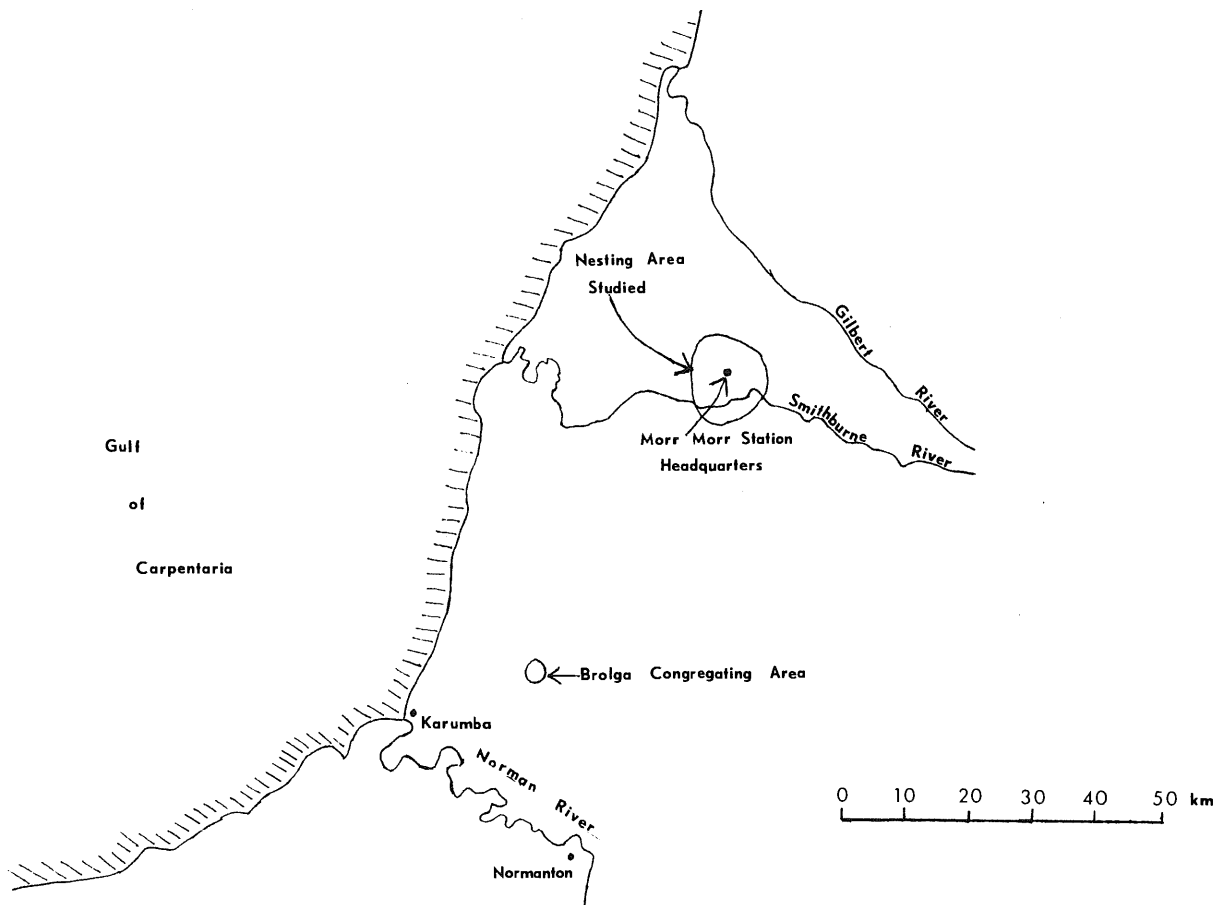 Nesting Area
Studied
Gilbert River
Smithburne River
Morr Morr Station
Headquarters
Gulf
of
Carpentaria
Brolga Congregating Area
Karumba
Norman River
Normanton
0 10 20 30 40 50 km